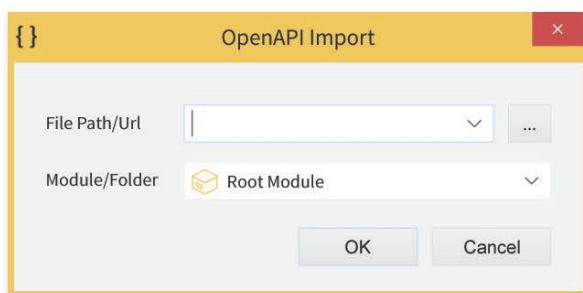 { } OpenAPI Import ×
File Path/Url ...
Module/Folder Root Module
OK Cancel